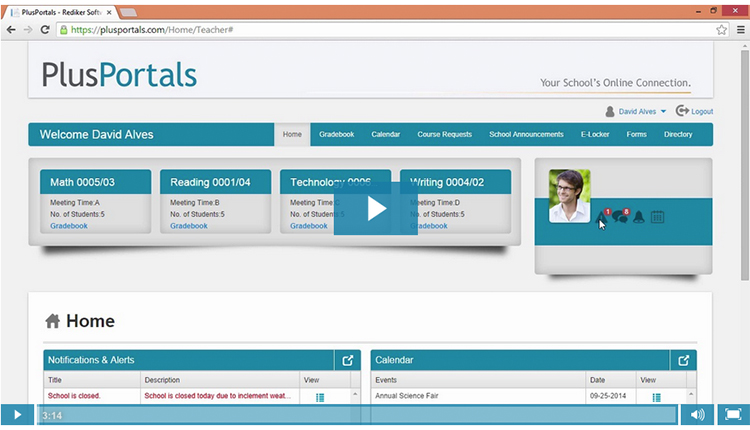 PlusPortals - Rediker Softw
https://plusportals.com/Home/Teacher#
PlusPortals
Your School's Online Connection.
David Alves Logout
Welcome David Alves
Home Gradebook Calendar Course Requests School Announcements E-Locker Forms Directory
Math 0005/03 Reading 0001/04 Technology 0006 Writing 0004/02
Meeting Time:A Meeting Time:B Meeting Time:C Meeting Time:D
No. of Students:5 No. of Students:5 No. of Students:5 No. of Students:5
Gradebook Gradebook Gradebook Gradebook
1 8
Home
Notifications & Alerts Calendar
Title Description View Events Date View
School is closed. School is closed today due to inclement weat... Annual Science Fair 09-25-2014
3:14